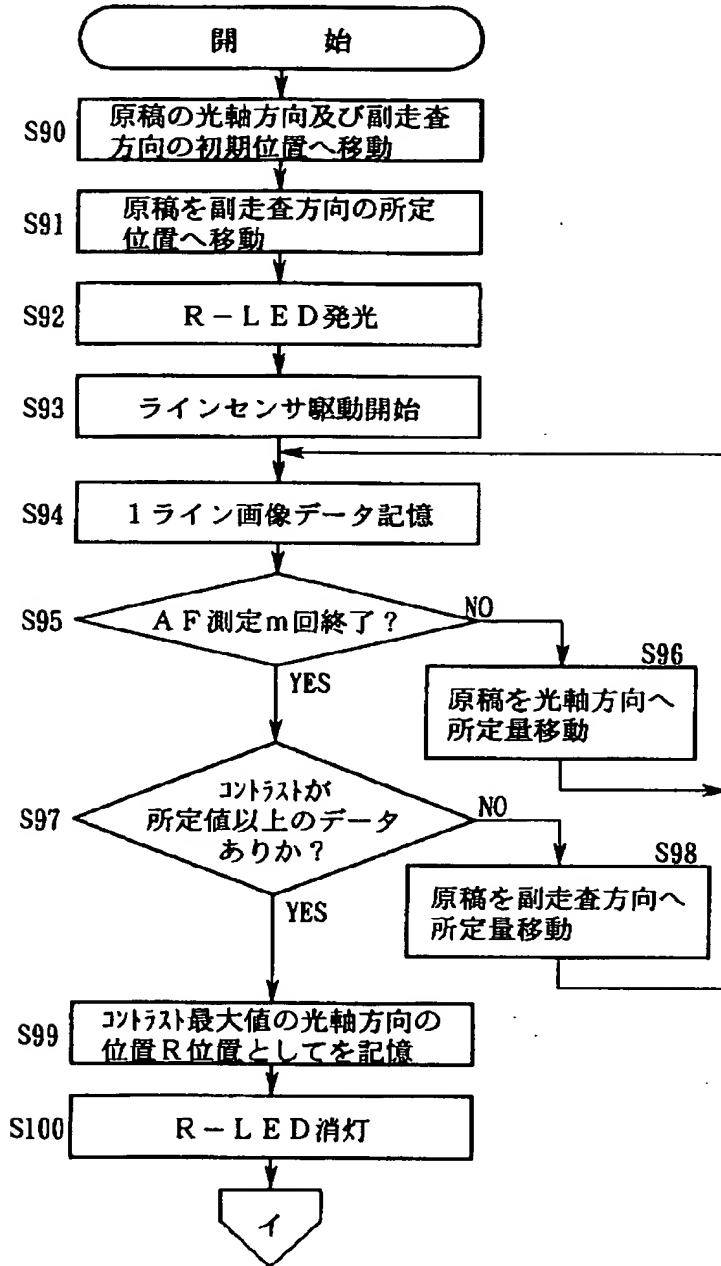 開 始
S90
原稿の光軸方向及び副走査
方向の初期位置へ移動
S91
原稿を副走査方向の所定
位置へ移動
S92
R-LED発光
S93
ラインセンサ駆動開始
S94
1ライン画像データ記憶
S95
AF測定m回終了?
NO
YES
S96
原稿を光軸方向へ
所定量移動
S97
コントラストが
所定値以上のデータ
ありか?
NO
YES
S98
原稿を副走査方向へ
所定量移動
S99
コントラスト最大値の光軸方向の
位置R位置としてを記憶
S100
R-LED消灯
イ